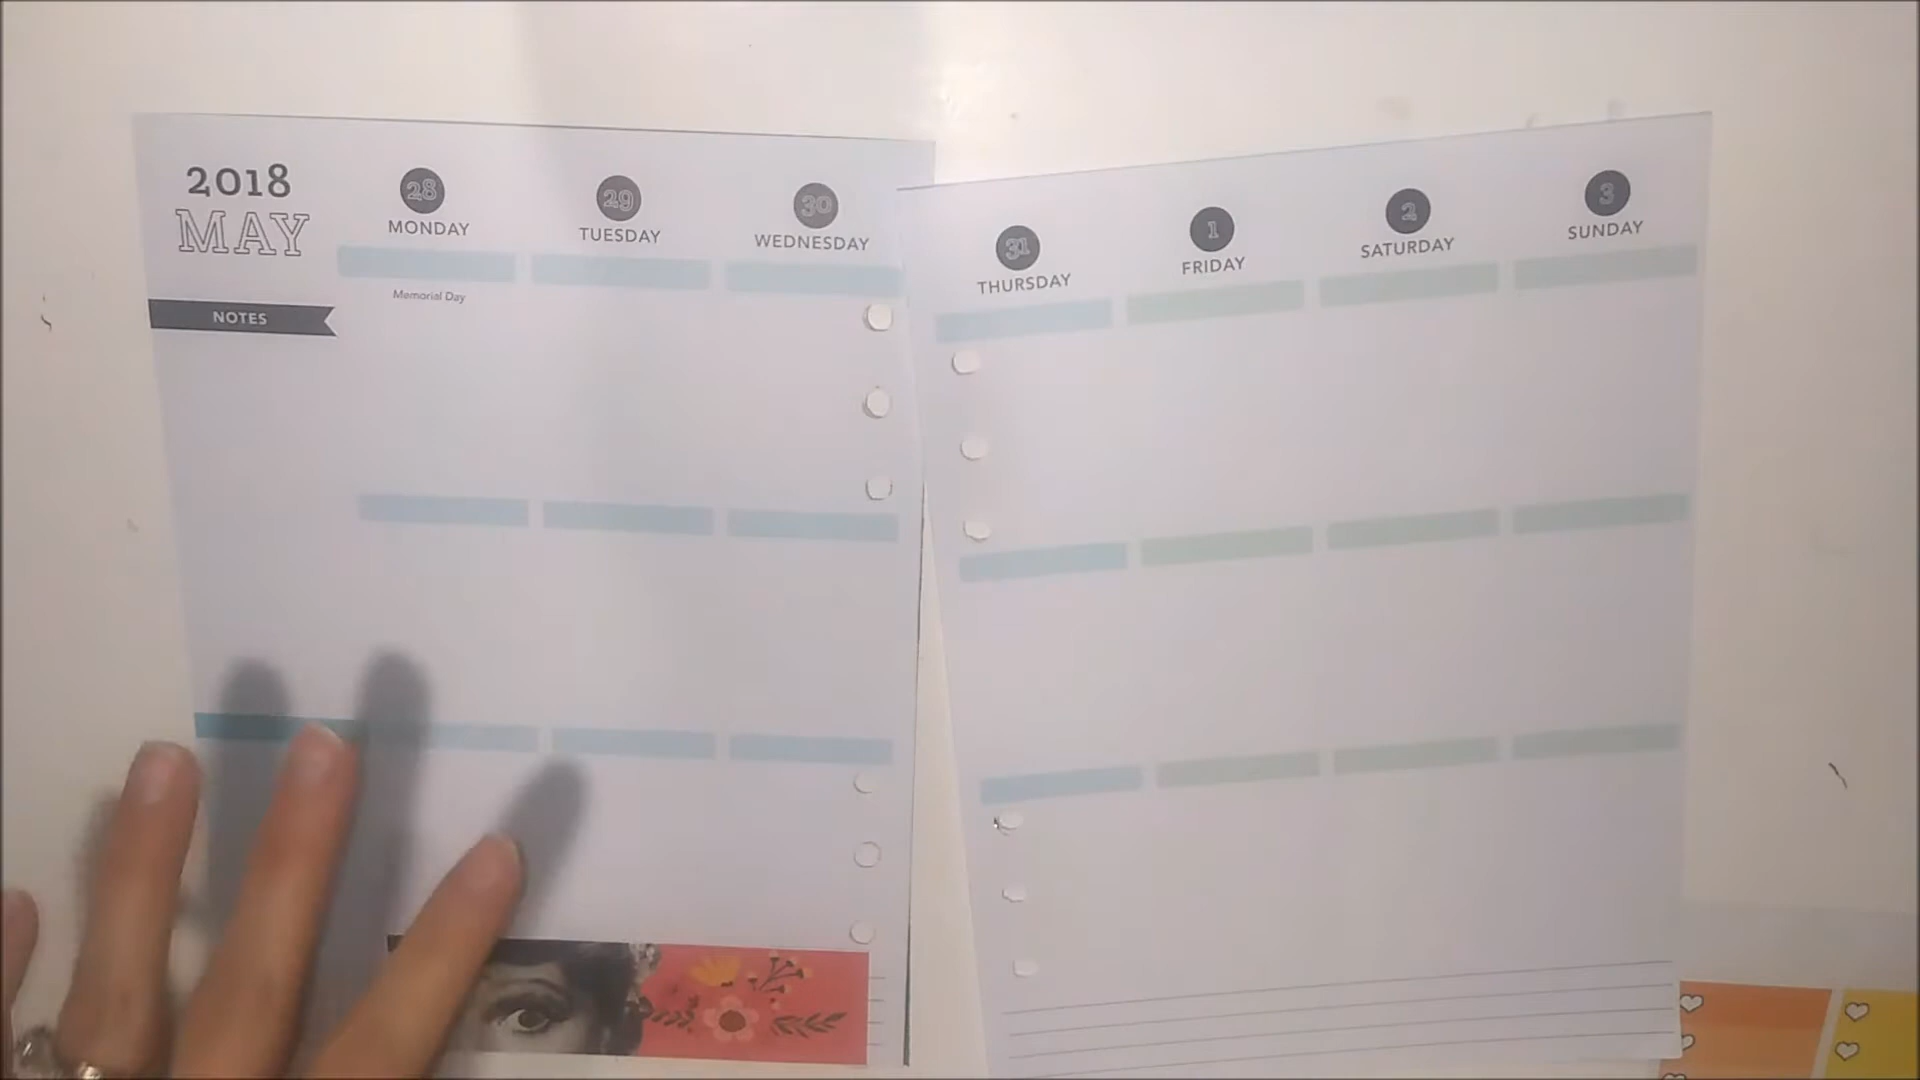 2018
MAY
NOTES
28
MONDAY
Memorial Day
29
TUESDAY
30
WEDNESDAY
31
THURSDAY
1
FRIDAY
2
SATURDAY
3
SUNDAY